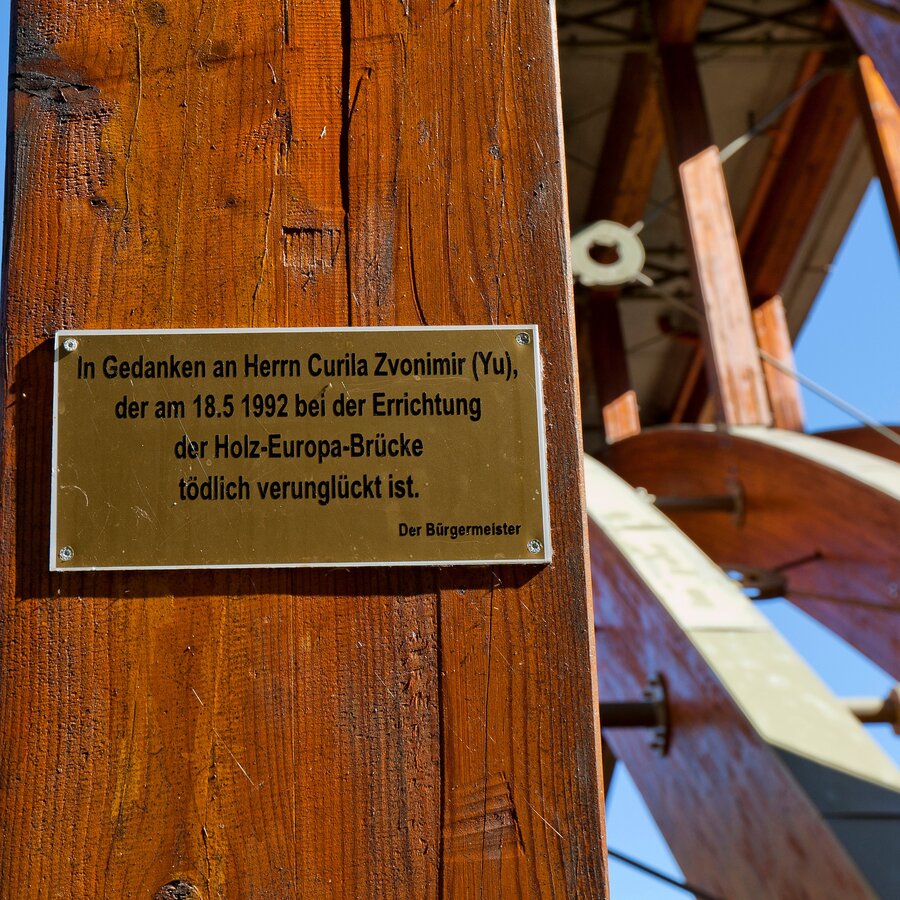 In Gedanken an Herrn Curila Zvonimir (Yu),
der am 18.5 1992 bei der Errichtung
der Holz-Europa-Brücke
tödlich verunglückt ist.
Der Bürgermeister